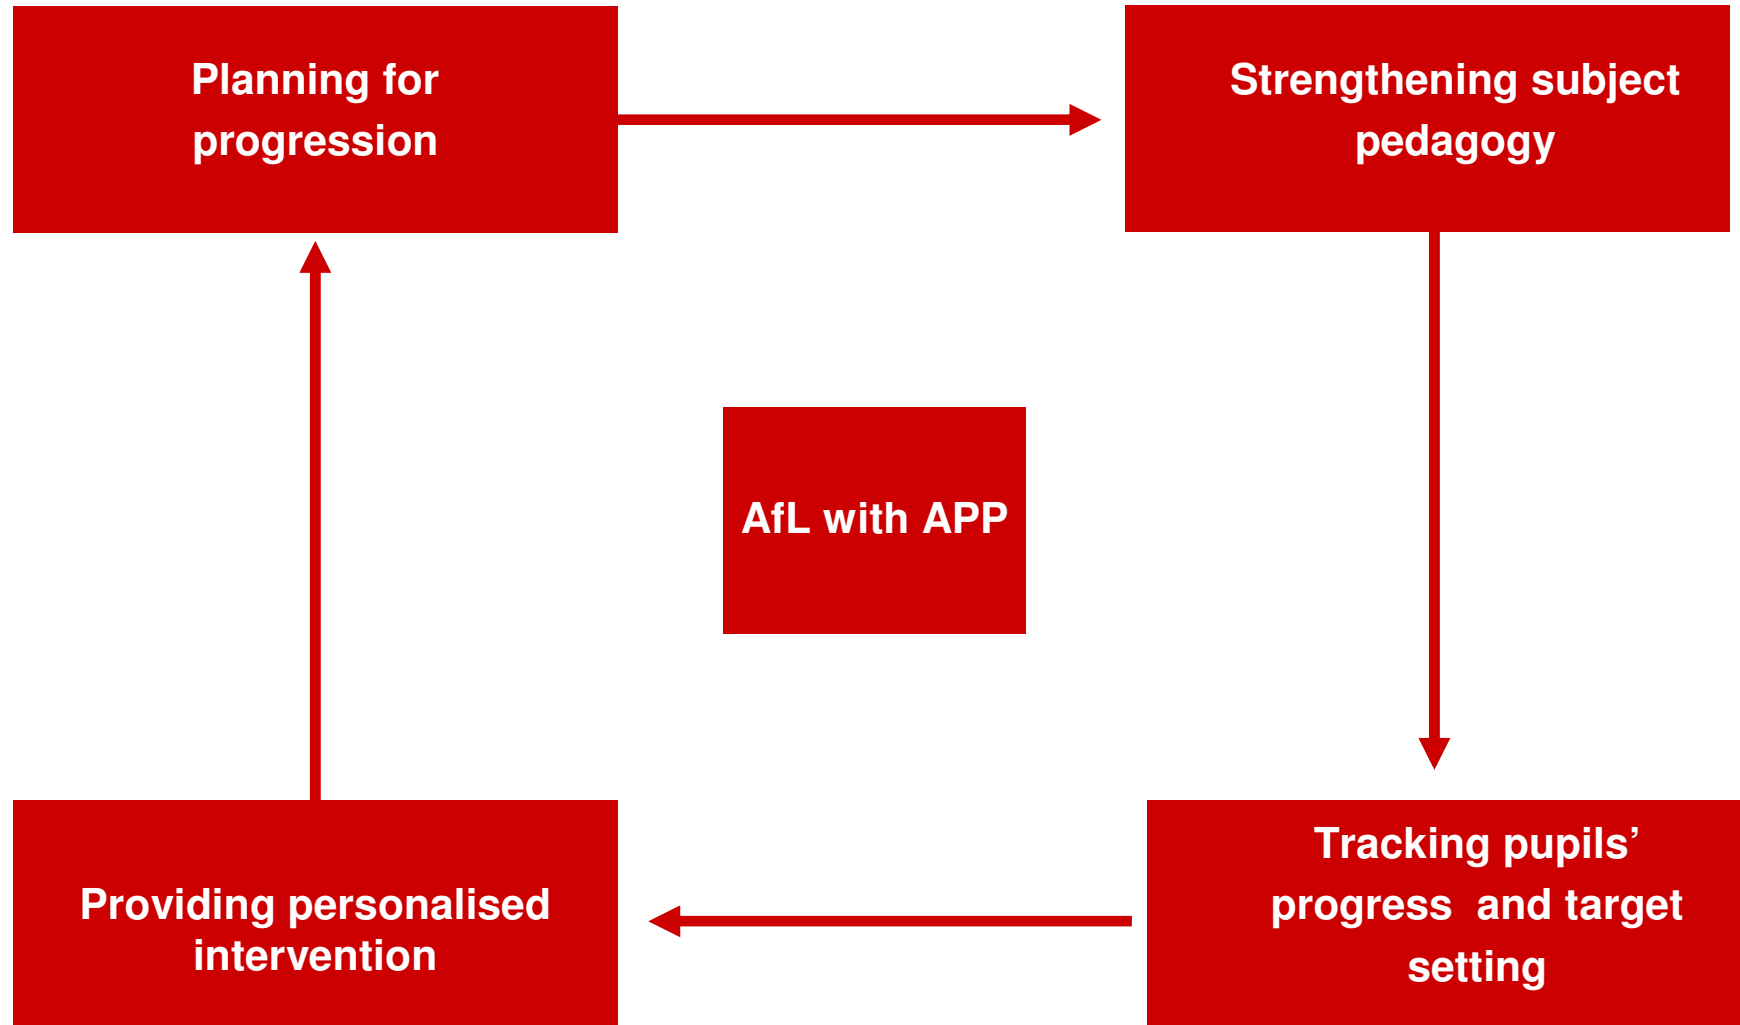 Planning for
progression
Strengthening subject
pedagogy
AfL with APP
Providing personalised
intervention
Tracking pupils’
progress  and target
setting